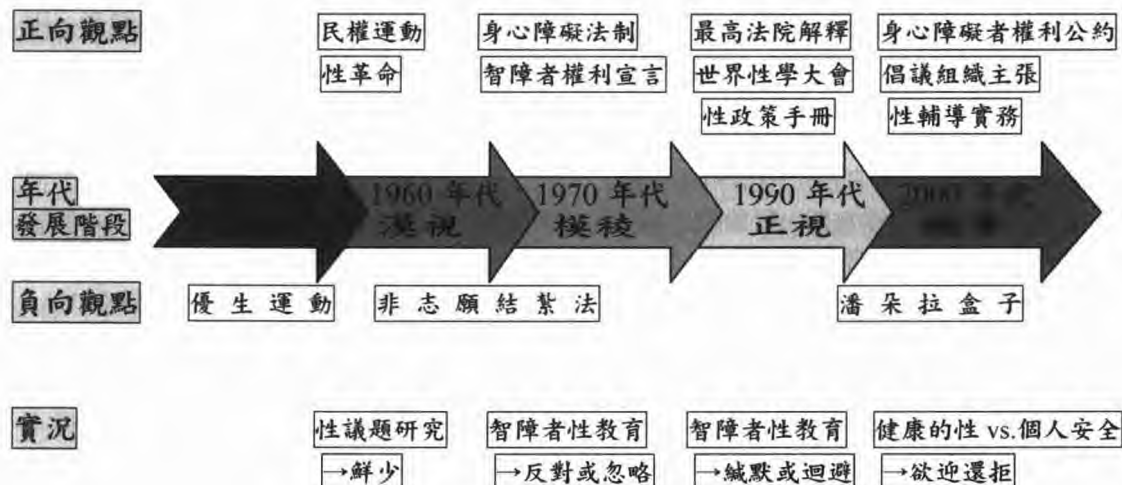 正向觀點 民權運動 身心障礙法制 最高法院解釋 身心障礙者權利公約
性革命 智障者權利宣言 世界性學大會 倡議組織主張
性政策手冊 性輔導實務
年代 1960 年代 1970 年代 1990 年代 2000 年代
發展階段 漠視 模稜 正視
負向觀點 優生運動 非志願結紮法 潘朵拉盒子
實況 性議題研究 智障者性教育 智障者性教育 健康的性 vs.個人安全
→鮮少 →反對或忽略 →緘默或迴避 →欲迎還拒